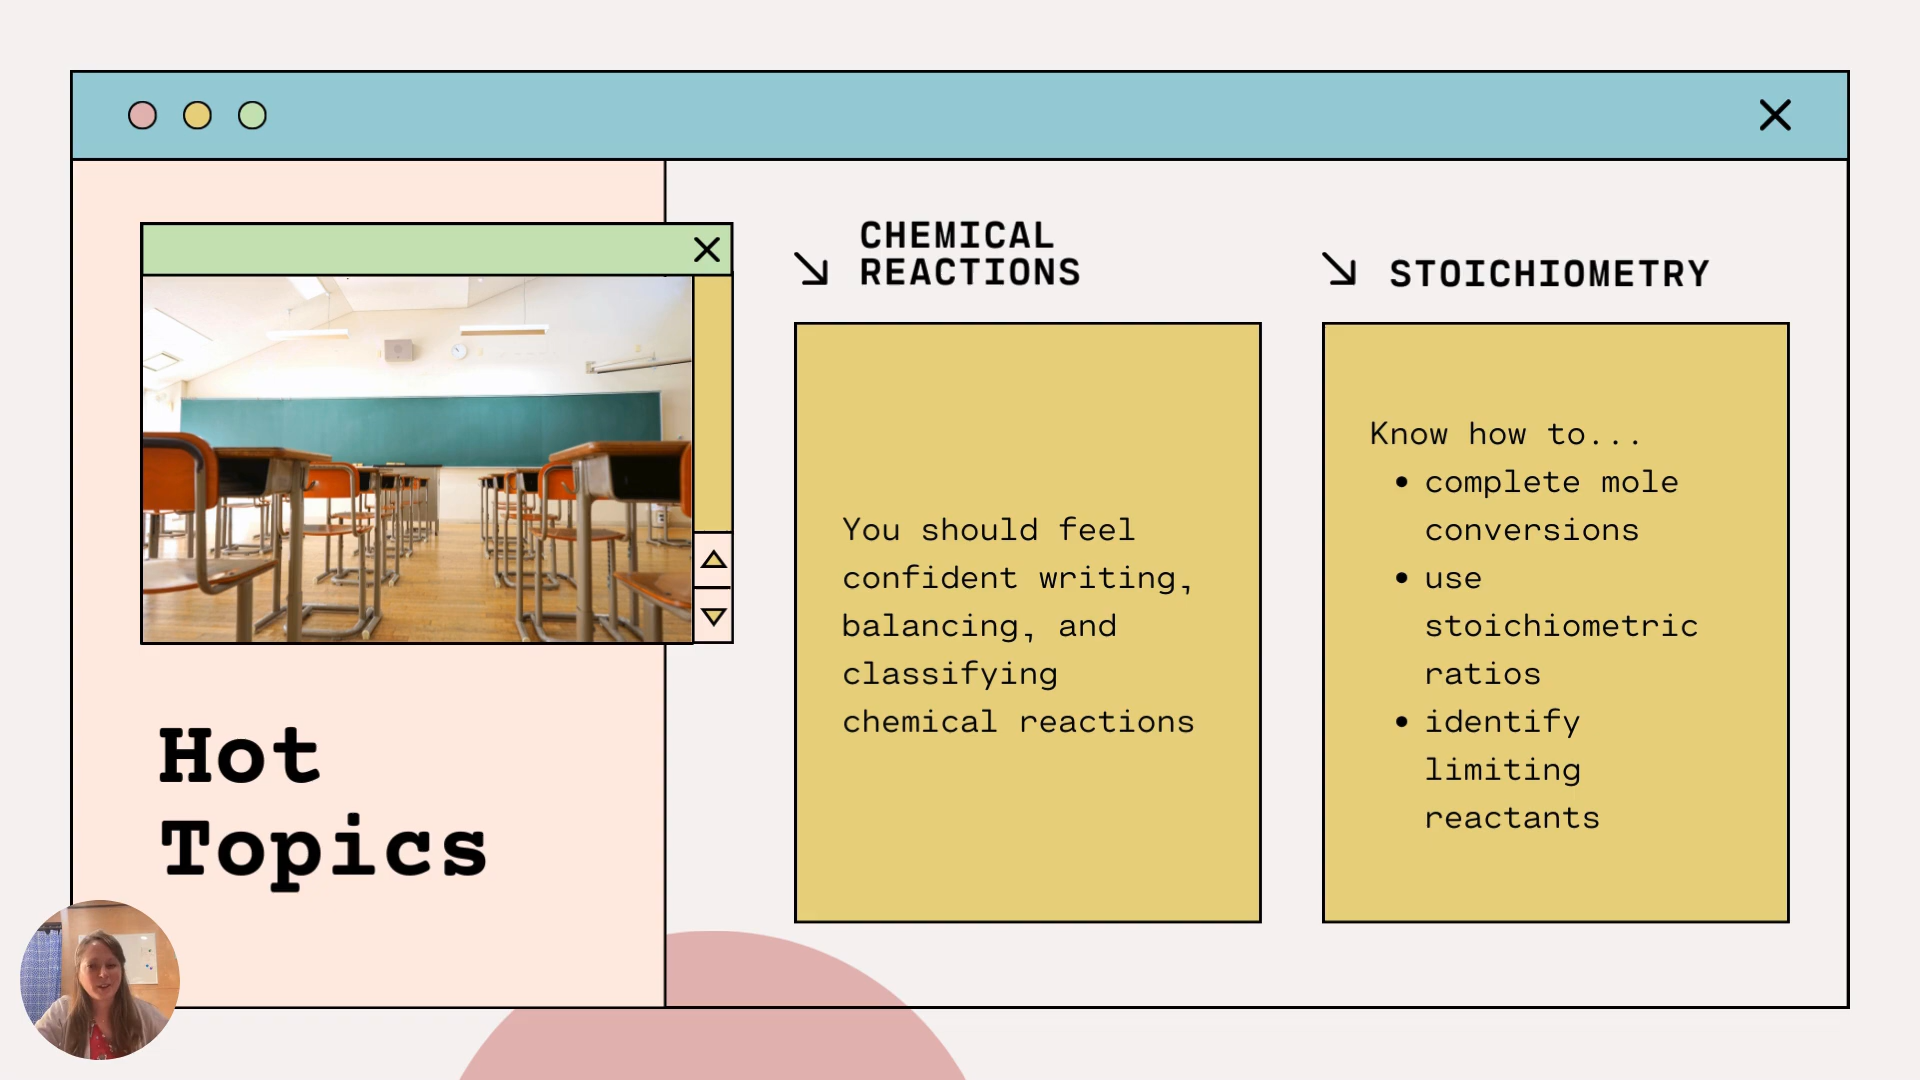 Hot
Topics
CHEMICAL
REACTIONS
You should feel
confident writing,
balancing, and
classifying
chemical reactions
STOICHIOMETRY
Know how to...
• complete mole
conversions
• use
stoichiometric
ratios
• identify
limiting
reactants